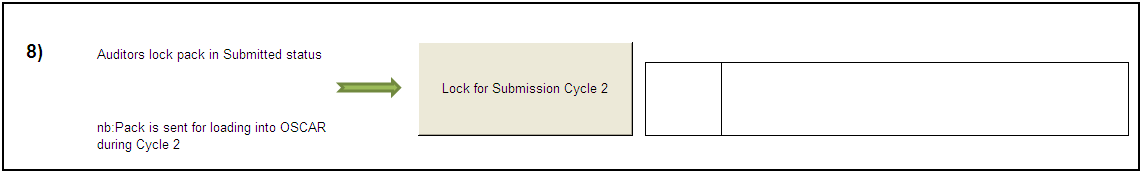 8)
Auditors lock pack in Submitted status
Lock for Submission Cycle 2
nb:Pack is sent for loading into OSCAR
during Cycle 2